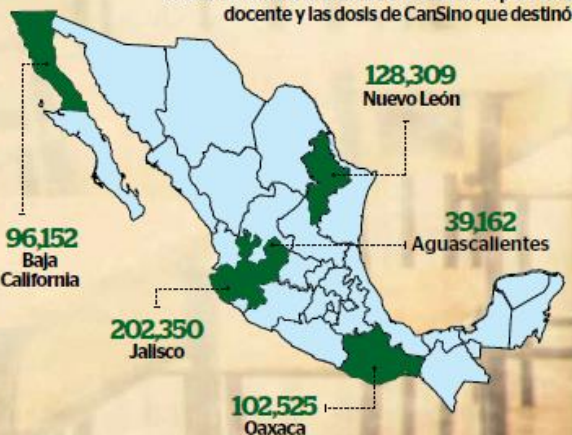 docente y las dosis de CanSino que destinó
128,309
Nuevo León
39,162
Aguascalientes
96,152
Baja
California
202,350
Jalisco
102,525
Oaxaca